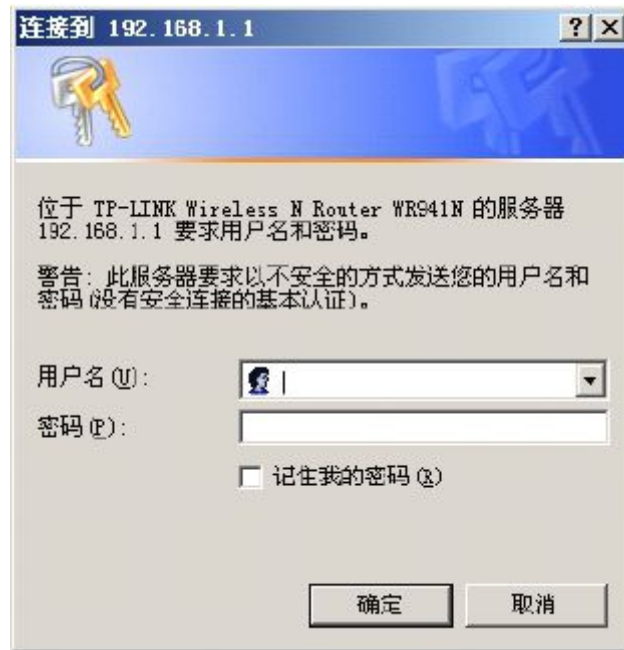 连接到 192.168.1.1
位于 TP-LINK Wireless N Router WR941N 的服务器
192.168.1.1 要求用户名和密码。
警告: 此服务器要求以不安全的方式发送您的用户名和
密码(没有安全连接的基本认证)。
用户名(U):
密码(P):
记住我的密码(R)
确定 取消